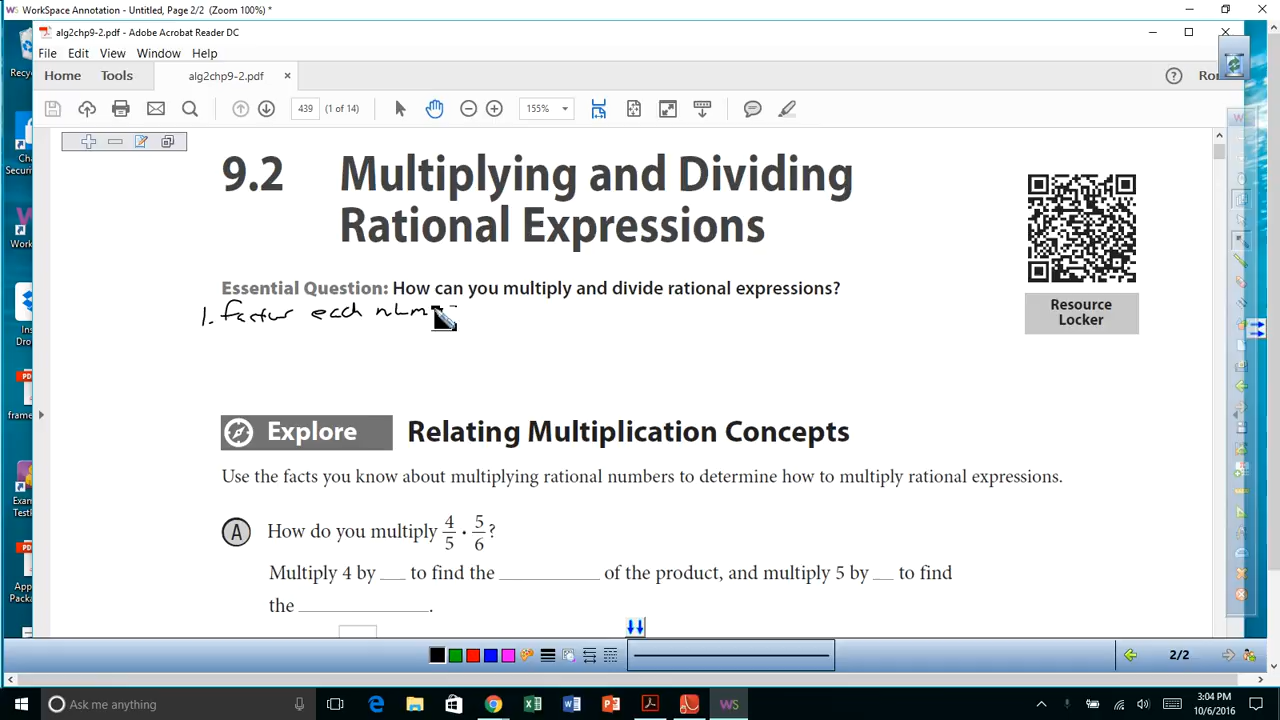 WorkSpace Annotation - Untitled, Page 2/2 (Zoom 100%) *
alg2chp9-2.pdf - Adobe Acrobat Reader DC
File Edit View Window Help
Home Tools alg2chp9-2.pdf × ?
439 (1 of 14) 155%
9.2 Multiplying and Dividing
Rational Expressions
Essential Question: How can you multiply and divide rational expressions?
1. factor each num
Resource
Locker
Explore Relating Multiplication Concepts
Use the facts you know about multiplying rational numbers to determine how to multiply rational expressions.
A How do you multiply 4/5 · 5/6?
Multiply 4 by __ to find the ________ of the product, and multiply 5 by __ to find
the __________.
2/2
Ask me anything
3:04 PM
10/6/2016